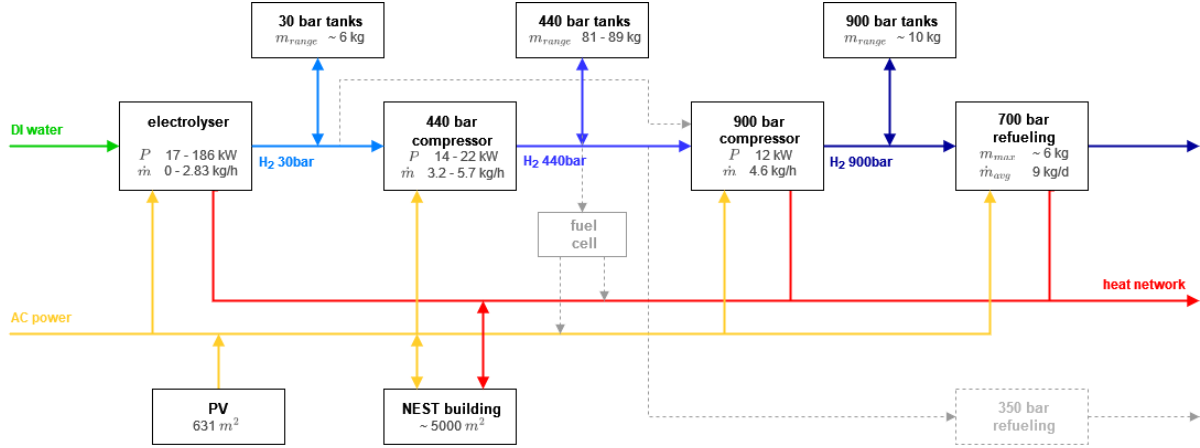 30 bar tanks
m_range ~ 6 kg
440 bar tanks
m_range 81 - 89 kg
900 bar tanks
m_range ~ 10 kg
DI water
electrolyser
P 17 - 186 kW
ṁ 0 - 2.83 kg/h
H2 30bar
440 bar
compressor
P 14 - 22 kW
ṁ 3.2 - 5.7 kg/h
H2 440bar
900 bar
compressor
P 12 kW
ṁ 4.6 kg/h
H2 900bar
700 bar
refueling
m_max ~ 6 kg
ṁ_avg 9 kg/d
fuel
cell
heat network
AC power
PV
631 m²
NEST building
~ 5000 m²
350 bar
refueling